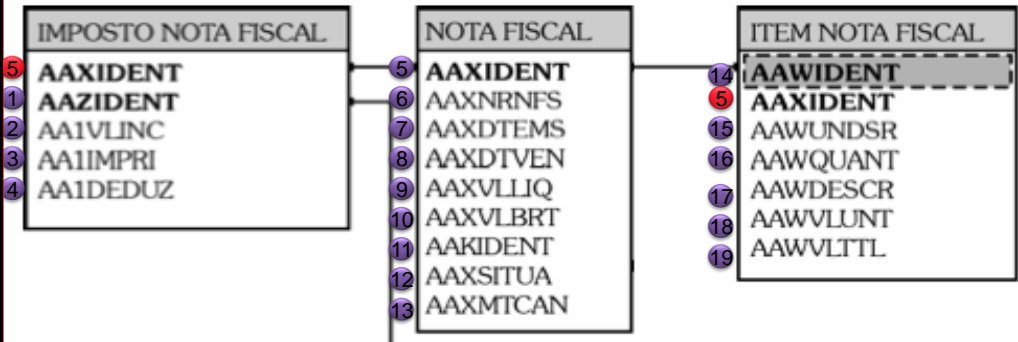 IMPOSTO NOTA FISCAL
5 AAXIDENT
1 AAZIDENT
2 AA1VLINC
3 AA1IMPRI
4 AA1DEDUZ
NOTA FISCAL
5 AAXIDENT
6 AAXNRNFS
7 AAXDTEMS
8 AAXDTVEN
9 AAXVLLIQ
10 AAXVLBRT
11 AAKIDENT
12 AAXSITUA
13 AAXMTCAN
ITEM NOTA FISCAL
14 AAWIDENT
5 AAXIDENT
15 AAWUNDSR
16 AAWQUANT
17 AAWDESCR
18 AAWVLUNT
19 AAWVLTTL